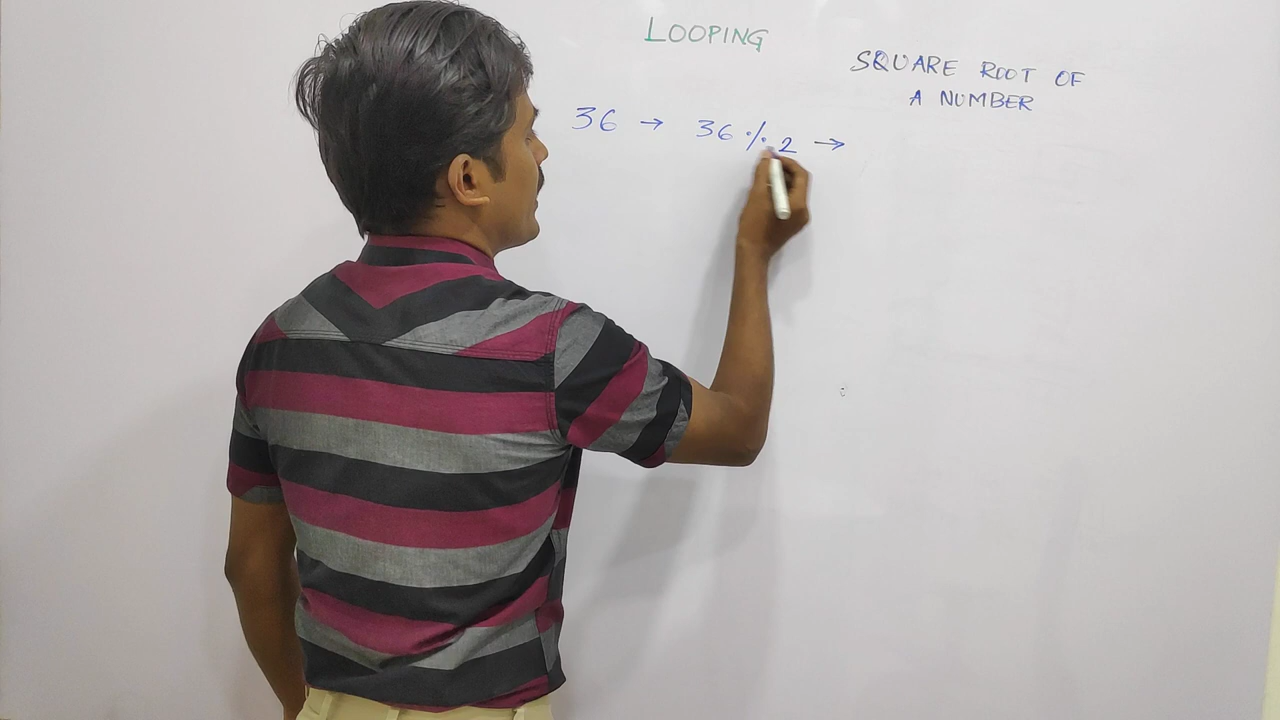 LOOPING
SQUARE ROOT OF
A NUMBER
36 → 36 % 2 →